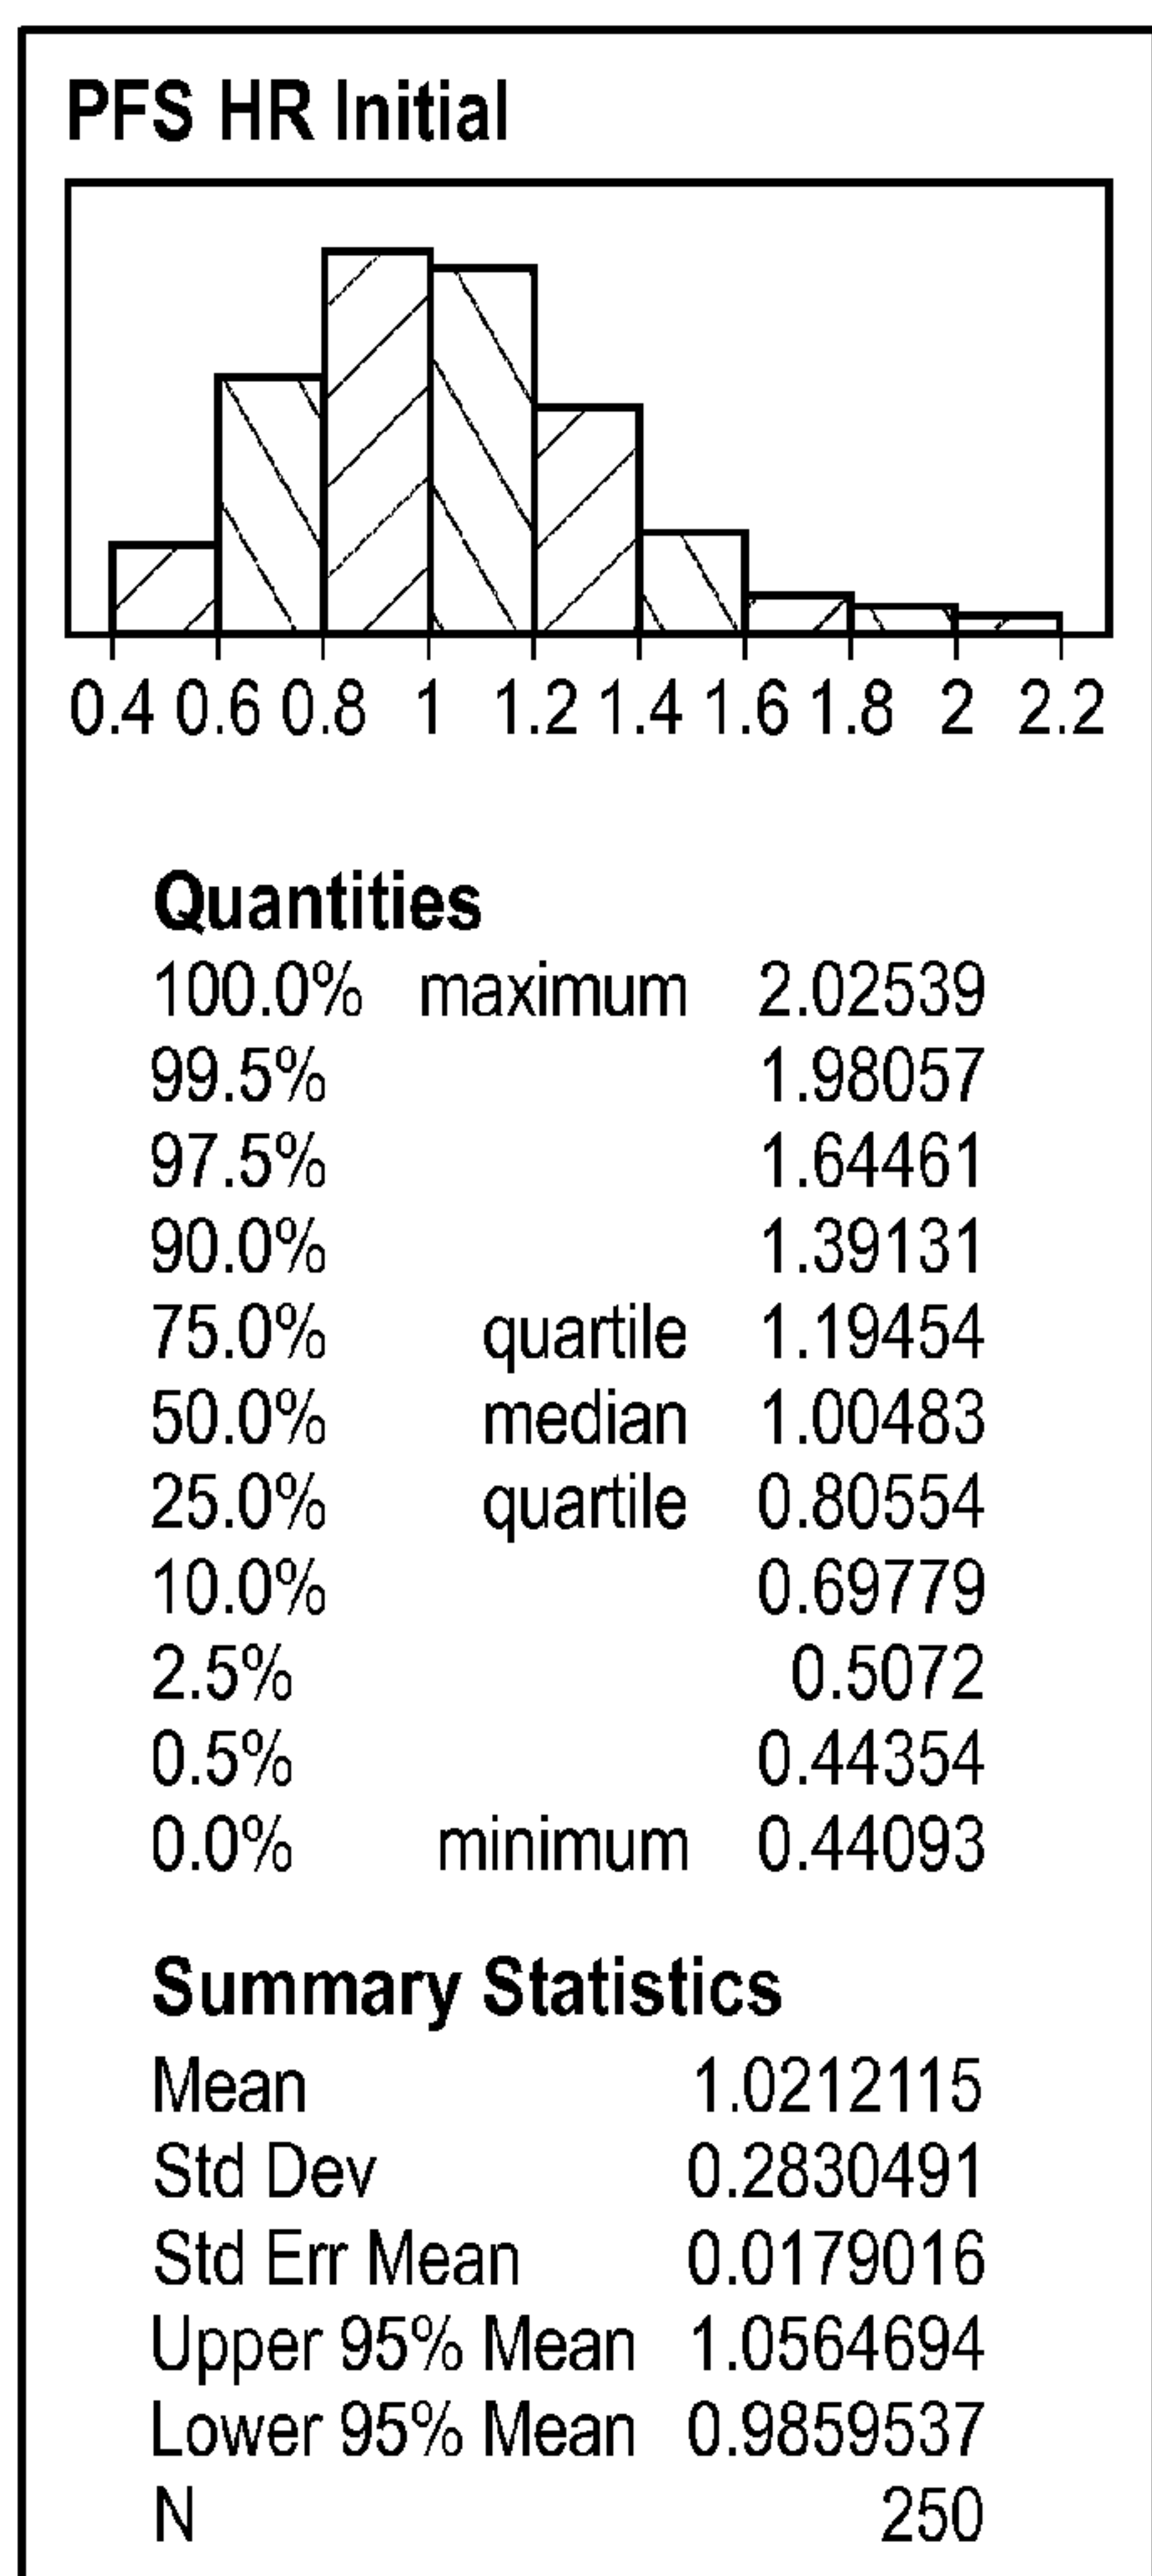 PFS HR Initial
0.4 0.6 0.8 1 1.2 1.4 1.6 1.8 2 2.2
Quantities
100.0% maximum 2.02539
99.5% 1.98057
97.5% 1.64461
90.0% 1.39131
75.0% quartile 1.19454
50.0% median 1.00483
25.0% quartile 0.80554
10.0% 0.69779
2.5% 0.5072
0.5% 0.44354
0.0% minimum 0.44093
Summary Statistics
Mean 1.0212115
Std Dev 0.2830491
Std Err Mean 0.0179016
Upper 95% Mean 1.0564694
Lower 95% Mean 0.9859537
N 250